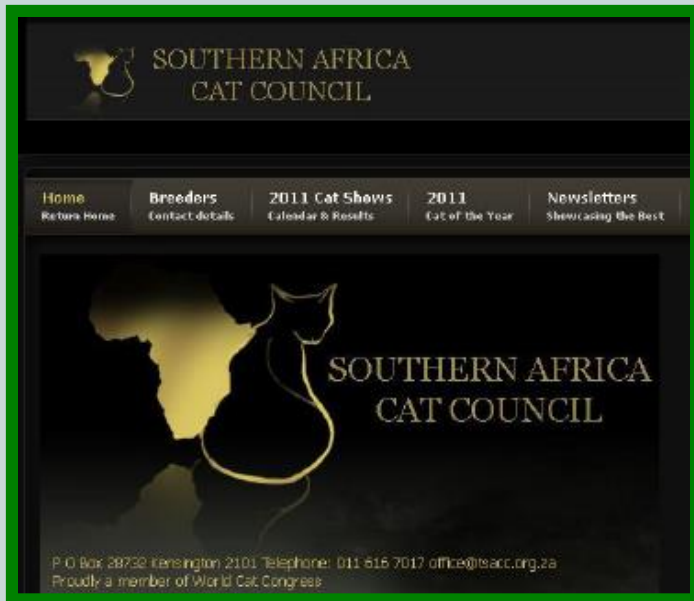 SOUTHERN AFRICA
CAT COUNCIL
Home Breeders 2011 Cat Shows 2011 Newsletters
Return Home Contact details Calendar & Results Cat of the Year Showcasing the Best
SOUTHERN AFRICA
CAT COUNCIL
P O Box 28732 Kensington 2101 Telephone: 011 616 7017 office@tsacc.org.za
Proudly a member of World Cat Congress